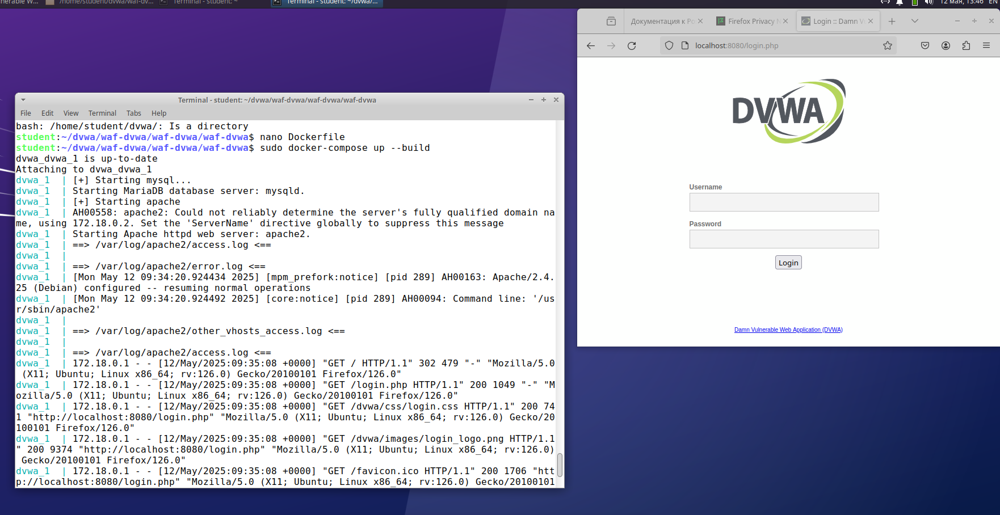 /home/student/dvwa/waf-dv...
Terminal - student: ~
Terminal - student: ~/dvwa/...
12 мая, 13:46
EN
Terminal - student: ~/dvwa/waf-dvwa/waf-dvwa/waf-dvwa
File Edit View Terminal Tabs Help
bash: /home/student/dvwa/: Is a directory
student:~/dvwa/waf-dvwa/waf-dvwa/waf-dvwa$ nano Dockerfile
student:~/dvwa/waf-dvwa/waf-dvwa/waf-dvwa$ sudo docker-compose up --build
dvwa_dvwa_1 is up-to-date
Attaching to dvwa_dvwa_1
dvwa_1  | [+] Starting mysql...
dvwa_1  | Starting MariaDB database server: mysqld.
dvwa_1  | [+] Starting apache
dvwa_1  | AH00558: apache2: Could not reliably determine the server's fully qualified domain na
me, using 172.18.0.2. Set the 'ServerName' directive globally to suppress this message
dvwa_1  | Starting Apache httpd web server: apache2.
dvwa_1  | ==> /var/log/apache2/access.log <==
dvwa_1  |
dvwa_1  | ==> /var/log/apache2/error.log <==
dvwa_1  | [Mon May 12 09:34:20.924434 2025] [mpm_prefork:notice] [pid 289] AH00163: Apache/2.4.
25 (Debian) configured -- resuming normal operations
dvwa_1  | [Mon May 12 09:34:20.924492 2025] [core:notice] [pid 289] AH00094: Command line: '/us
r/sbin/apache2'
dvwa_1  |
dvwa_1  | ==> /var/log/apache2/other_vhosts_access.log <==
dvwa_1  |
dvwa_1  | ==> /var/log/apache2/access.log <==
dvwa_1  | 172.18.0.1 - - [12/May/2025:09:35:08 +0000] "GET / HTTP/1.1" 302 479 "-" "Mozilla/5.0
 (X11; Ubuntu; Linux x86_64; rv:126.0) Gecko/20100101 Firefox/126.0"
dvwa_1  | 172.18.0.1 - - [12/May/2025:09:35:08 +0000] "GET /login.php HTTP/1.1" 200 1049 "-" "M
ozilla/5.0 (X11; Ubuntu; Linux x86_64; rv:126.0) Gecko/20100101 Firefox/126.0"
dvwa_1  | 172.18.0.1 - - [12/May/2025:09:35:08 +0000] "GET /dvwa/css/login.css HTTP/1.1" 200 74
1 "http://localhost:8080/login.php" "Mozilla/5.0 (X11; Ubuntu; Linux x86_64; rv:126.0) Gecko/20
100101 Firefox/126.0"
dvwa_1  | 172.18.0.1 - - [12/May/2025:09:35:08 +0000] "GET /dvwa/images/login_logo.png HTTP/1.1
" 200 9374 "http://localhost:8080/login.php" "Mozilla/5.0 (X11; Ubuntu; Linux x86_64; rv:126.0)
 Gecko/20100101 Firefox/126.0"
dvwa_1  | 172.18.0.1 - - [12/May/2025:09:35:08 +0000] "GET /favicon.ico HTTP/1.1" 200 1706 "htt
p://localhost:8080/login.php" "Mozilla/5.0 (X11; Ubuntu; Linux x86_64; rv:126.0) Gecko/20100101
Документация к Ро
Firefox Privacy N
Login :: Damn Vu
localhost:8080/login.php
DVWA
Username
Password
Login
Damn Vulnerable Web Application (DVWA)